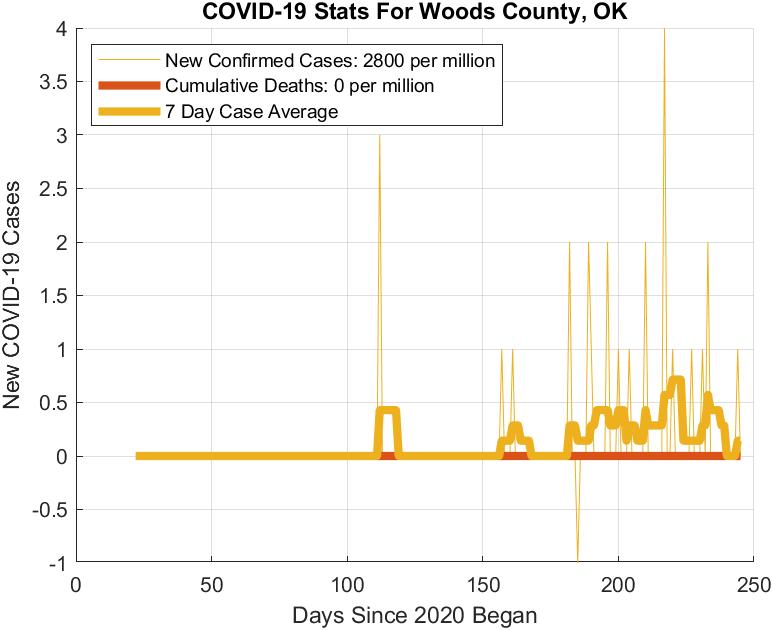 COVID-19 Stats For Woods County, OK
New Confirmed Cases: 2800 per million
Cumulative Deaths: 0 per million
7 Day Case Average
New COVID-19 Cases
4
3.5
3
2.5
2
1.5
1
0.5
0
-0.5
-1
0 50 100 150 200 250
Days Since 2020 Began